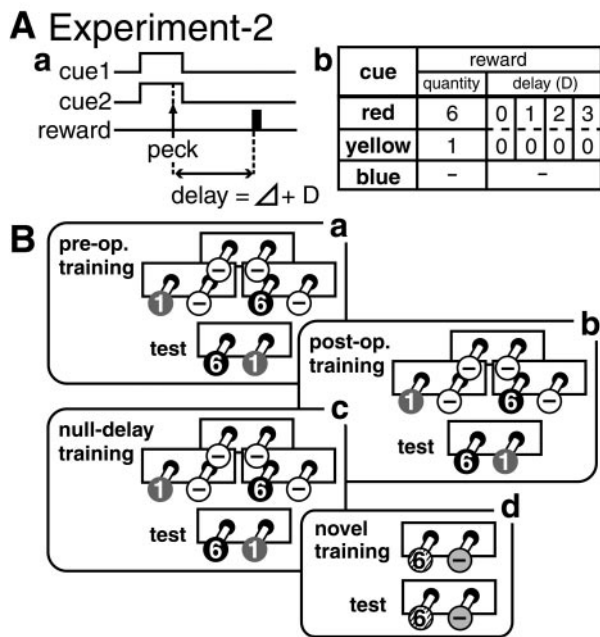 A Experiment-2
a
cue1
cue2
reward
peck
delay = ⊿ + D
b
cue reward
quantity delay (D)
red 6 0 1 2 3
yellow 1 0 0 0 0
blue – –
B
a
pre-op.
training
– –
1 – 6 –
test
6 1
b
post-op.
training
– –
1 – 6 –
test
6 1
c
null-delay
training
– –
1 – 6 –
test
6 1
d
novel
training
6 –
test
6 –